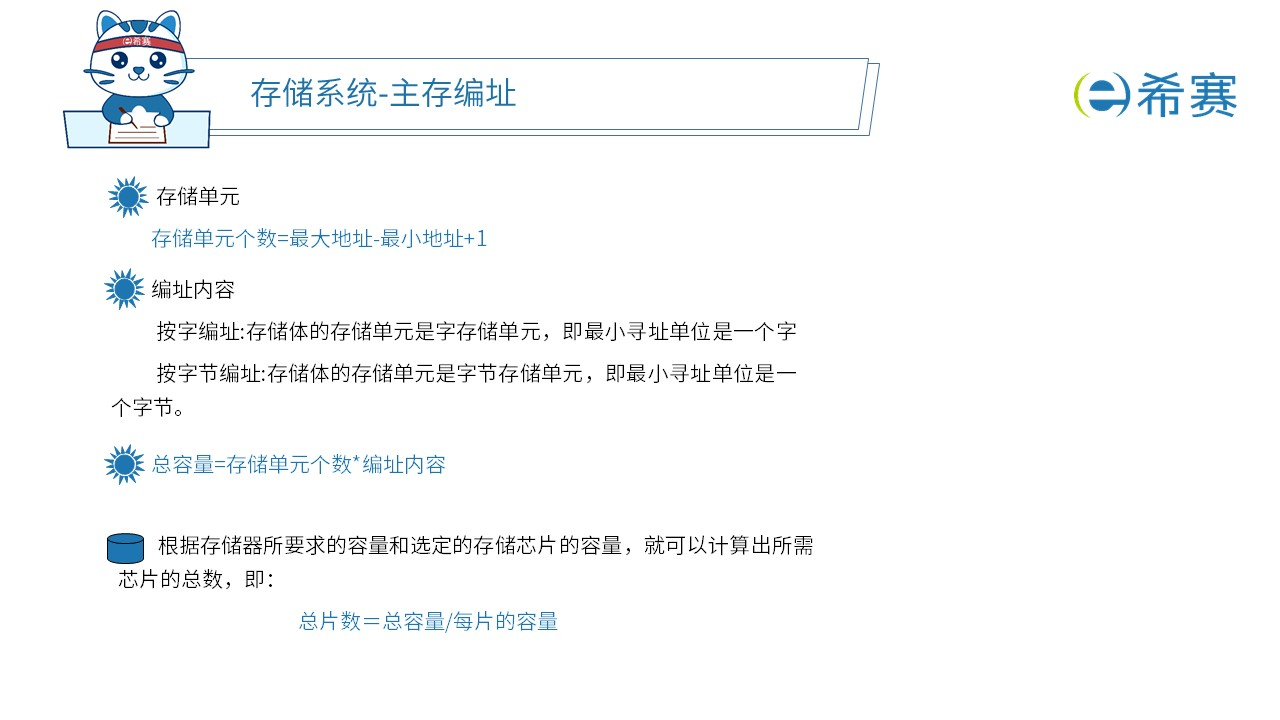 希赛
存储系统-主存编址
希赛
存储单元
存储单元个数=最大地址-最小地址+1
编址内容
按字编址:存储体的存储单元是字存储单元，即最小寻址单位是一个字
按字节编址:存储体的存储单元是字节存储单元，即最小寻址单位是一
个字节。
总容量=存储单元个数*编址内容
根据存储器所要求的容量和选定的存储芯片的容量，就可以计算出所需
芯片的总数，即：
总片数＝总容量/每片的容量